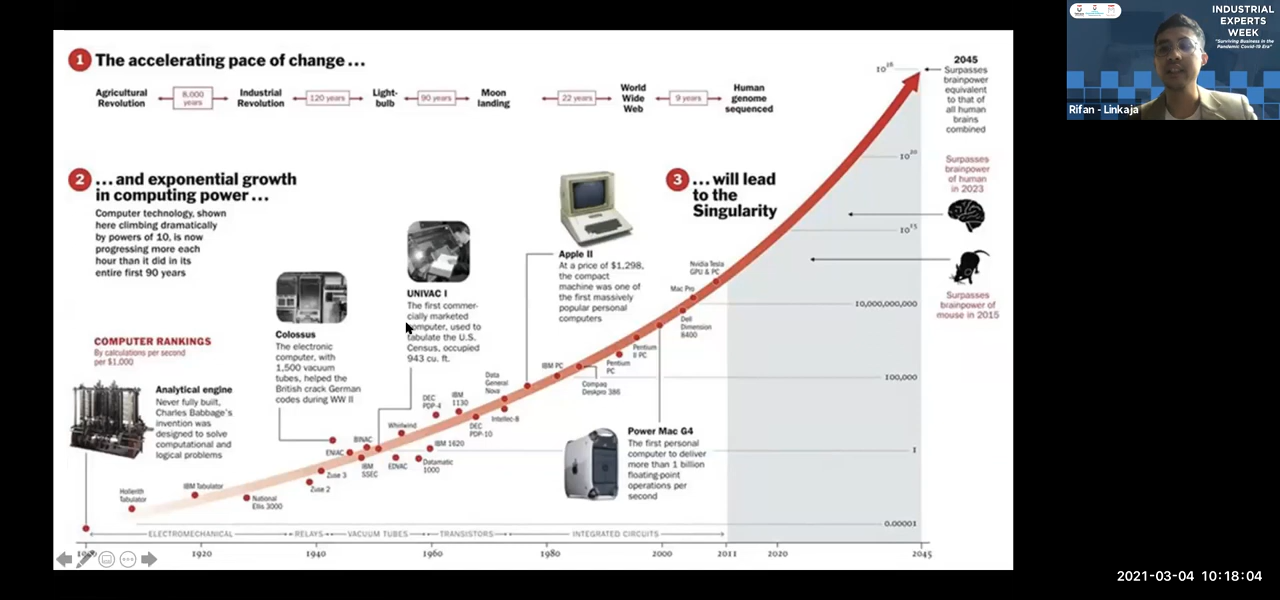 1 The accelerating pace of change...
Agricultural
Revolution
8,000
years
Industrial
Revolution
120 years
Light-
bulb
90 years
Moon
landing
22 years
World
Wide
Web
9 years
Human
genome
sequenced
2 ...and exponential growth
in computing power...
Computer technology, shown
here climbing dramatically
by powers of 10, is now
progressing more each
hour than it did in its
entire first 90 years
3 ...will lead
to the
Singularity
2045
Surpasses
brainpower
equivalent
to that of
all human
brains
combined
Surpasses
brainpower
of human
in 2023
Surpasses
brainpower of
mouse in 2015
COMPUTER RANKINGS
By calculations per second
per $1,000
Analytical engine
Never fully built,
Charles Babbage's
invention was
designed to solve
computational and
logical problems
Colossus
The electronic
computer, with
1,500 vacuum
tubes, helped the
British crack German
codes during WW II
UNIVAC I
The first commer-
cially marketed
computer, used to
tabulate the U.S.
Census, occupied
943 cu. ft.
Apple II
At a price of $1,298,
the compact
machine was one of
the first massively
popular personal
computers
Power Mac G4
The first personal
computer to deliver
more than 1 billion
floating-point
operations per
second
Hollerith
Tabulator
IBM Tabulator
National
Ellis 3000
Zuse 2
Zuse 3
ENIAC
BINAC
IBM
SSEC
Whirlwind
EDVAC
Datamatic
1000
IBM 1620
DEC
PDP-4
IBM
1130
DEC
PDP-10
Data
General
Nova
Intellec-8
IBM PC
Compaq
Deskpro 386
Pentium
PC
Pentium
II PC
Dell
Dimension
8400
Mac Pro
Nvidia Tesla
GPU & PC
10²⁰
10¹⁵
10,000,000,000
100,000
1
0.00001
ELECTROMECHANICAL
RELAYS
VACUUM TUBES
TRANSISTORS
INTEGRATED CIRCUITS
1920
1940
1960
1980
2000
2011
2020
2045
INDUSTRIAL
EXPERTS
WEEK
"Surviving Business in the
Pandemic Covid-19 Era"
Rifan - Linkaja
2021-03-04 10:18:04